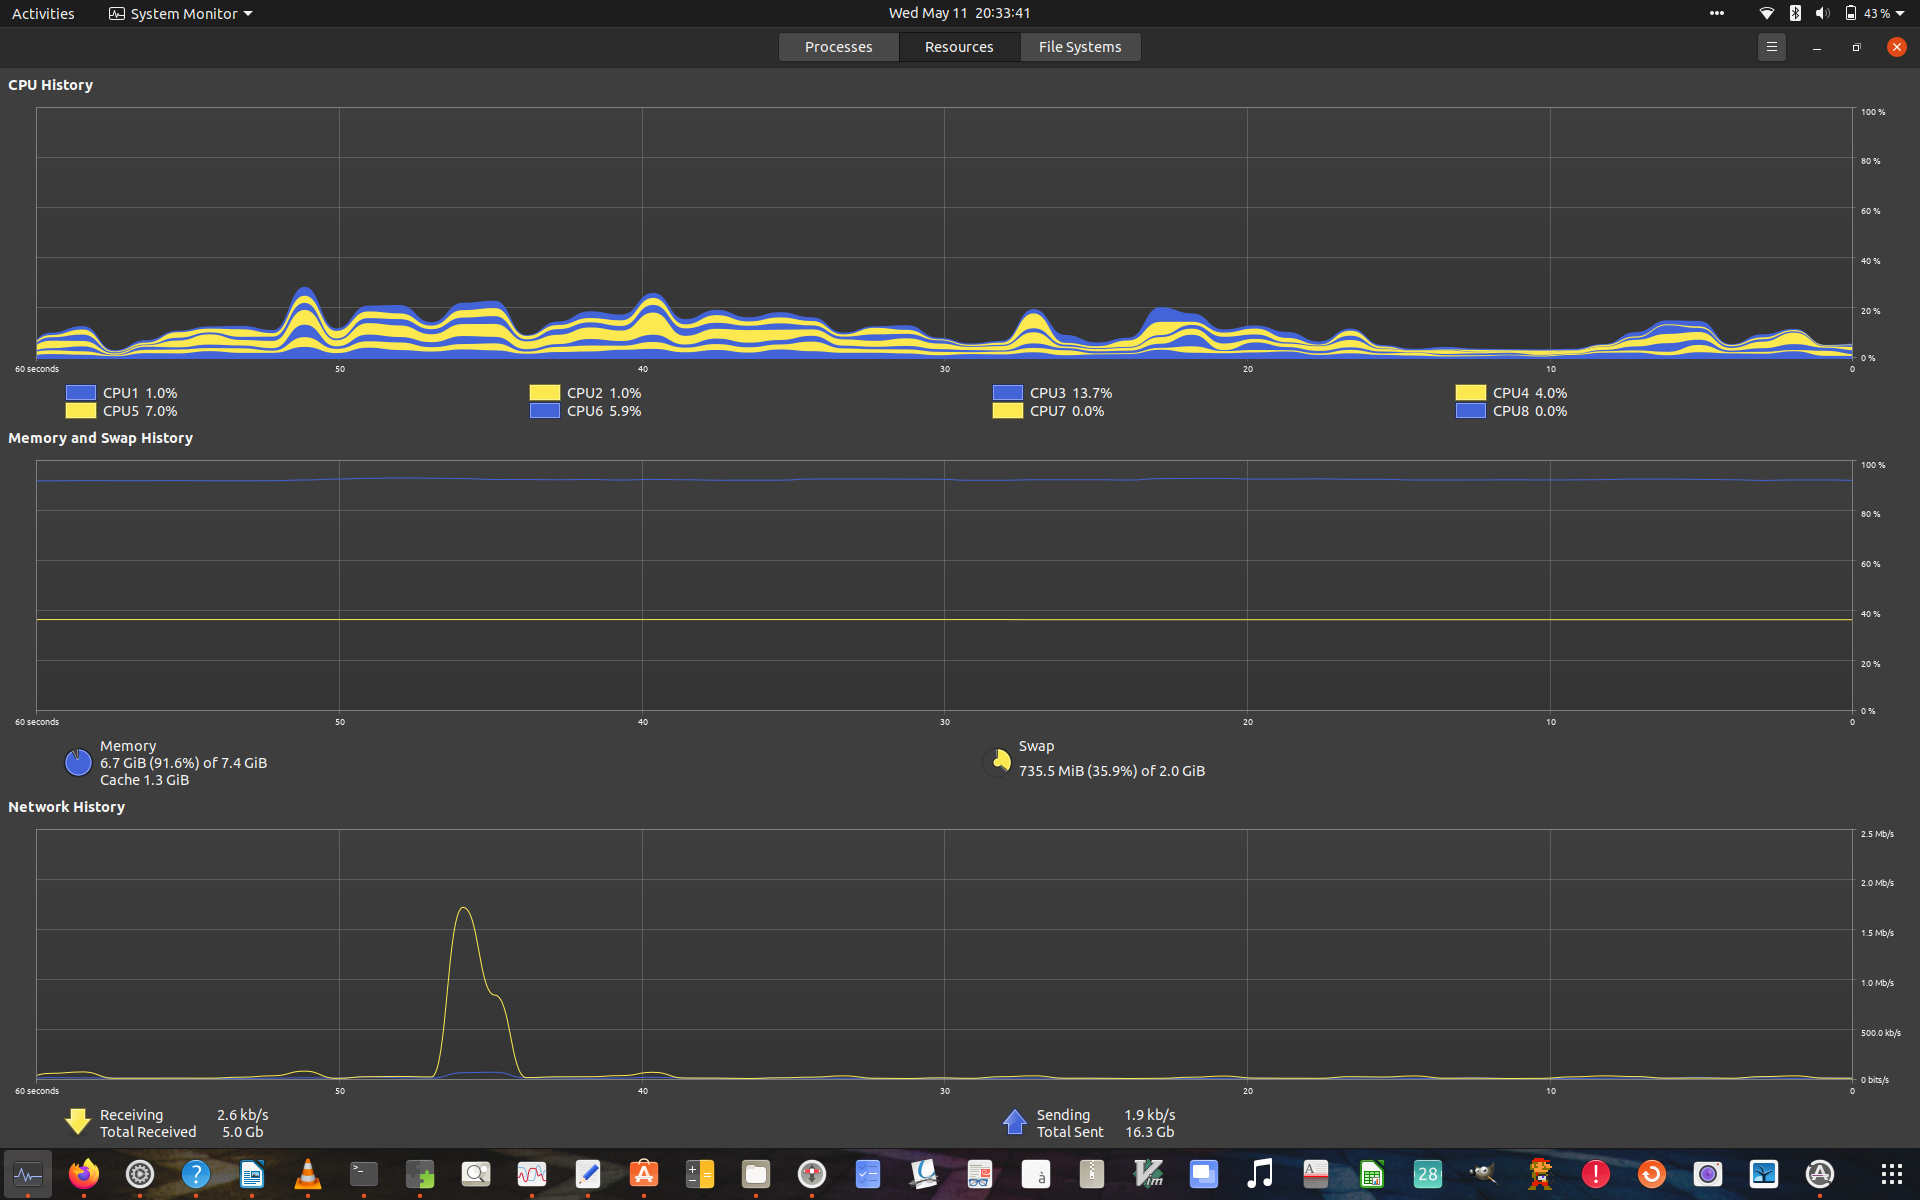 Activities System Monitor Wed May 11 20:33:41 43 %
Processes Resources File Systems
CPU History
100 %
80 %
60 %
40 %
20 %
0 %
60 seconds 50 40 30 20 10 0
CPU1 1.0% CPU2 1.0% CPU3 13.7% CPU4 4.0%
CPU5 7.0% CPU6 5.9% CPU7 0.0% CPU8 0.0%
Memory and Swap History
100 %
80 %
60 %
40 %
20 %
0 %
60 seconds 50 40 30 20 10 0
Memory
6.7 GiB (91.6%) of 7.4 GiB
Cache 1.3 GiB
Swap
735.5 MiB (35.9%) of 2.0 GiB
Network History
2.5 Mb/s
2.0 Mb/s
1.5 Mb/s
1.0 Mb/s
500.0 kb/s
0 bits/s
60 seconds 50 40 30 20 10 0
Receiving 2.6 kb/s
Total Received 5.0 Gb
Sending 1.9 kb/s
Total Sent 16.3 Gb
? >_ A à Vim A 28 !